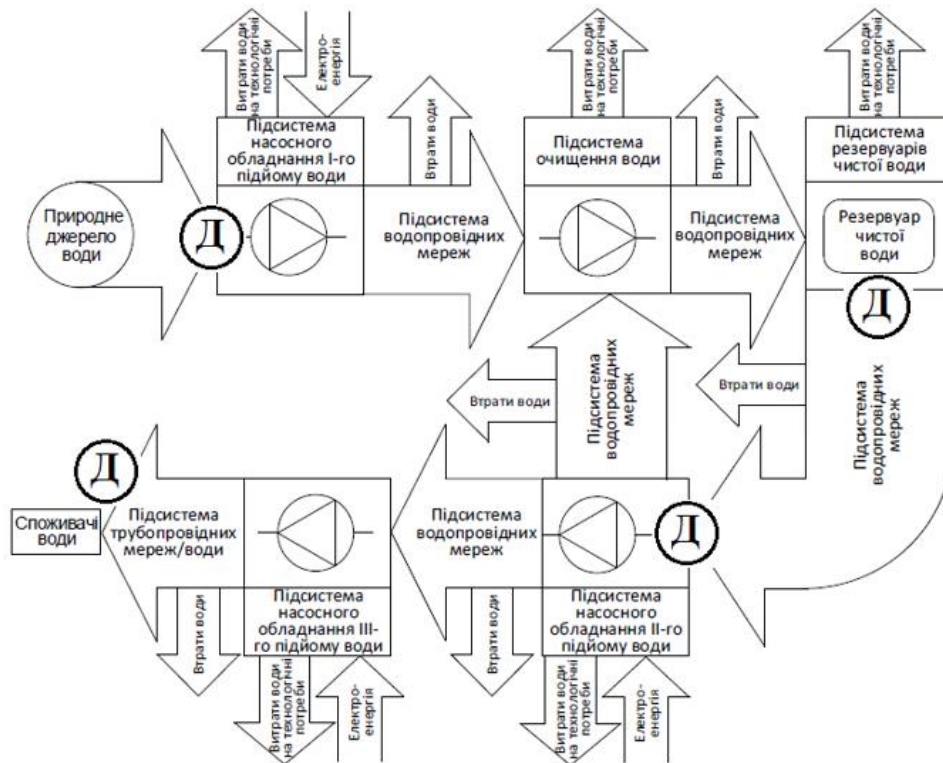 Витрати води
на технологічні
потреби
Електро-
енергія
Витрати води
на технологічні
потреби
Витрати води
на технологічні
потреби
Втрати води
Втрати води
Підсистема
насосного
обладнання І-го
підйому води
Підсистема
очищення води
Підсистема
резервуарів
чистої води
Природне
джерело
води
Д
Підсистема
водопровідних
мереж
Підсистема
водопровідних
мереж
Резервуар
чистої
води
Д
Втрати води
Підсистема
водопровідних
мереж
Втрати води
Підсистема
водопровідних
мереж
Д
Споживачі
води
Підсистема
трубопровідних
мереж/води
Підсистема
водопровідних
мереж
Д
Втрати води
Підсистема
насосного
обладнання ІІІ-
го підйому води
Втрати води
Підсистема
насосного
обладнання ІІ-го
підйому води
Витрати води
на технологічні
потреби
Електро-
енергія
Витрати води
на технологічні
потреби
Електро-
енергія